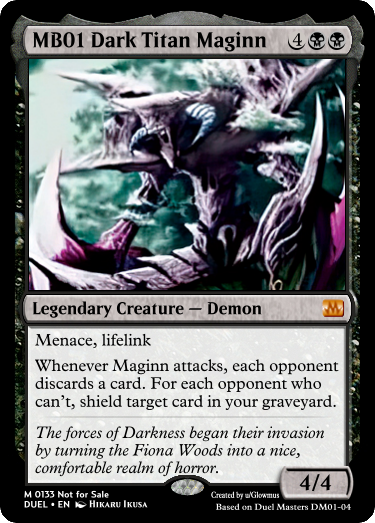 MB01 Dark Titan Maginn 4
Legendary Creature — Demon
Menace, lifelink
Whenever Maginn attacks, each opponent
discards a card. For each opponent who
can't, shield target card in your graveyard.
The forces of Darkness began their invasion
by turning the Fiona Woods into a nice,
comfortable realm of horror.
4/4
M 0133 Not for Sale
DUEL • EN Hikaru Ikusa
Created by u/Glowmus
Based on Duel Masters DM01-04